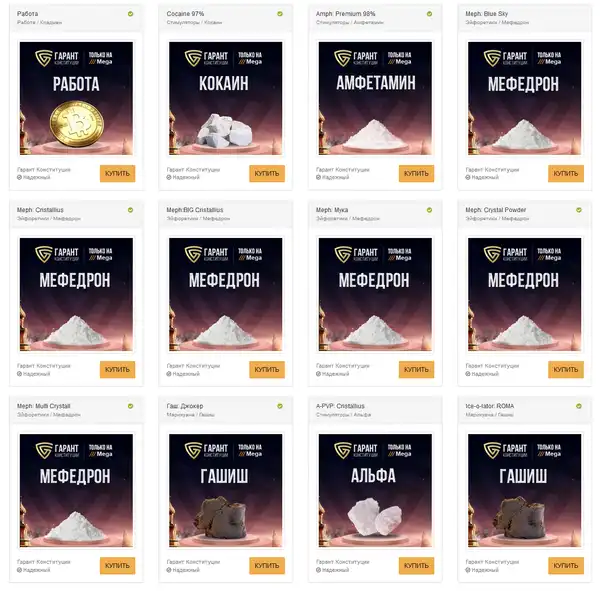 Работа
Работа / Кладмен
ГАРАНТ
КОНСТИТУЦИИ
ТОЛЬКО НА
Mega
РАБОТА
Гарант Конституции
Надежный
КУПИТЬ
Cocaine 97%
Стимуляторы / Кокаин
ГАРАНТ
КОНСТИТУЦИИ
ТОЛЬКО НА
Mega
КОКАИН
Гарант Конституции
Надежный
КУПИТЬ
Amph: Premium 98%
Стимуляторы / Амфетамин
ГАРАНТ
КОНСТИТУЦИИ
ТОЛЬКО НА
Mega
АМФЕТАМИН
Гарант Конституции
Надежный
КУПИТЬ
Meph: Blue Sky
Эйфоретики / Мефедрон
ГАРАНТ
КОНСТИТУЦИИ
ТОЛЬКО НА
Mega
МЕФЕДРОН
Гарант Конституции
Надежный
КУПИТЬ
Meph: Cristallius
Эйфоретики / Мефедрон
ГАРАНТ
КОНСТИТУЦИИ
ТОЛЬКО НА
Mega
МЕФЕДРОН
Гарант Конституции
Надежный
КУПИТЬ
Meph:BIG Cristallius
Эйфоретики / Мефедрон
ГАРАНТ
КОНСТИТУЦИИ
ТОЛЬКО НА
Mega
МЕФЕДРОН
Гарант Конституции
Надежный
КУПИТЬ
Meph: Мука
Эйфоретики / Мефедрон
ГАРАНТ
КОНСТИТУЦИИ
ТОЛЬКО НА
Mega
МЕФЕДРОН
Гарант Конституции
Надежный
КУПИТЬ
Meph: Crystal Powder
Эйфоретики / Мефедрон
ГАРАНТ
КОНСТИТУЦИИ
ТОЛЬКО НА
Mega
МЕФЕДРОН
Гарант Конституции
Надежный
КУПИТЬ
Meph: Multi Crystall
Эйфоретики / Мефедрон
ГАРАНТ
КОНСТИТУЦИИ
ТОЛЬКО НА
Mega
МЕФЕДРОН
Гарант Конституции
Надежный
КУПИТЬ
Гаш: Джокер
Марихуана / Гашиш
ГАРАНТ
КОНСТИТУЦИИ
ТОЛЬКО НА
Mega
ГАШИШ
Гарант Конституции
Надежный
КУПИТЬ
A-PVP: Cristallius
Стимуляторы / Альфа
ГАРАНТ
КОНСТИТУЦИИ
ТОЛЬКО НА
Mega
АЛЬФА
Гарант Конституции
Надежный
КУПИТЬ
Ice-o-lator: ROMA
Марихуана / Гашиш
ГАРАНТ
КОНСТИТУЦИИ
ТОЛЬКО НА
Mega
ГАШИШ
Гарант Конституции
Надежный
КУПИТЬ